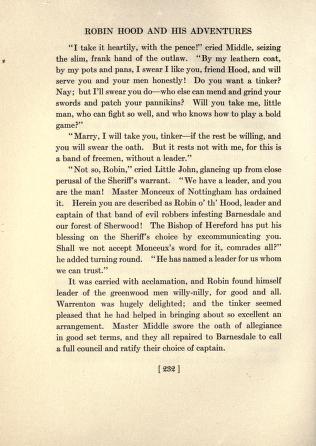 ROBIN HOOD AND HIS ADVENTURES
"I take it heartily, with the pence!" cried Middle, seizing
the slim, frank hand of the outlaw. "By my leathern coat,
by my pots and pans, I swear I like you, friend Hood, and will
serve you and your men honestly! Do you want a tinker?
Nay; but I'll swear you do—who else can mend and grind your
swords and patch your pannikins? Will you take me, little
man, who can fight so well, and who knows how to play a bold
game?"
"Marry, I will take you, tinker—if the rest be willing, and
you will swear the oath. But it rests not with me, for this is
a band of freemen, without a leader."
"Not so, Robin," cried Little John, glancing up from close
perusal of the Sheriff's warrant. "We have a leader, and you
are the man! Master Monceux of Nottingham has ordained
it. Herein you are described as Robin o' th' Hood, leader and
captain of that band of evil robbers infesting Barnesdale and
our forest of Sherwood! The Bishop of Hereford has put his
blessing on the Sheriff's choice by excommunicating you.
Shall we not accept Monceux's word for it, comrades all?"
he added turning round. "He has named a leader for us whom
we can trust."
It was carried with acclamation, and Robin found himself
leader of the greenwood men willy-nilly, for good and all.
Warrenton was hugely delighted; and the tinker seemed
pleased that he had helped in bringing about so excellent an
arrangement. Master Middle swore the oath of allegiance
in good set terms, and they all repaired to Barnesdale to call
a full council and ratify their choice of captain.
[ 232 ]